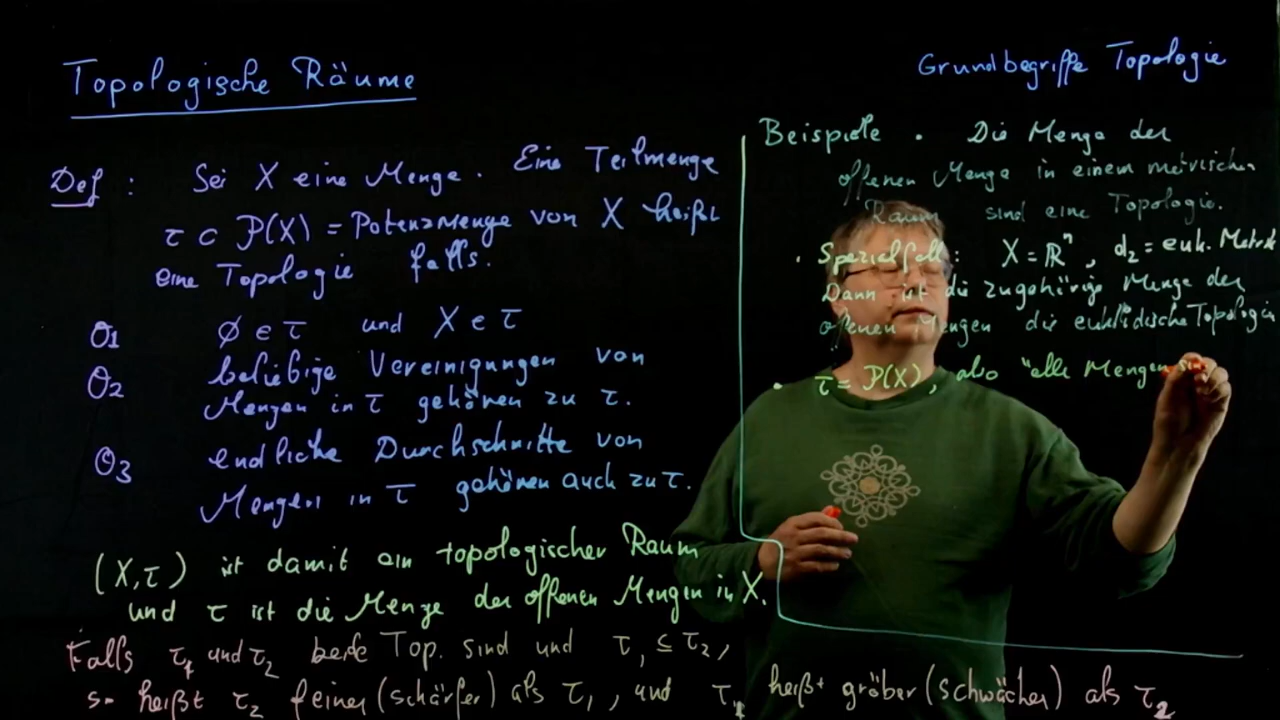 Topologische Räume
Grundbegriffe Topologie
Def : Sei X eine Menge. Eine Teilmenge
τ ⊂ P(X) = Potenzmenge von X heißt
eine Topologie falls.
O1 ∅ ∈ τ und X ∈ τ
O2 beliebige Vereinigungen von
Mengen in τ gehören zu τ.
O3 endliche Durchschnitte von
Mengen in τ gehören auch zu τ.
(X,τ) ist damit ein topologischer Raum
und τ ist die Menge der offenen Mengen in X.
Falls τ1 und τ2 beide Top. sind und τ1 ⊆ τ2,
so heißt τ2 feiner (schärfer) als τ1, und τ1 heißt gröber (schwächer) als τ2
Beispiele . Die Menge der
offenen Menge in einem metrischen
Raum sind eine Topologie.
. Spezialfall : X = ℝⁿ, d2 = euk. Metrik
Dann ist die zugehörige Menge der
offenen Mengen die euklidische Topologie
. τ = P(X), also "alle Mengen sin